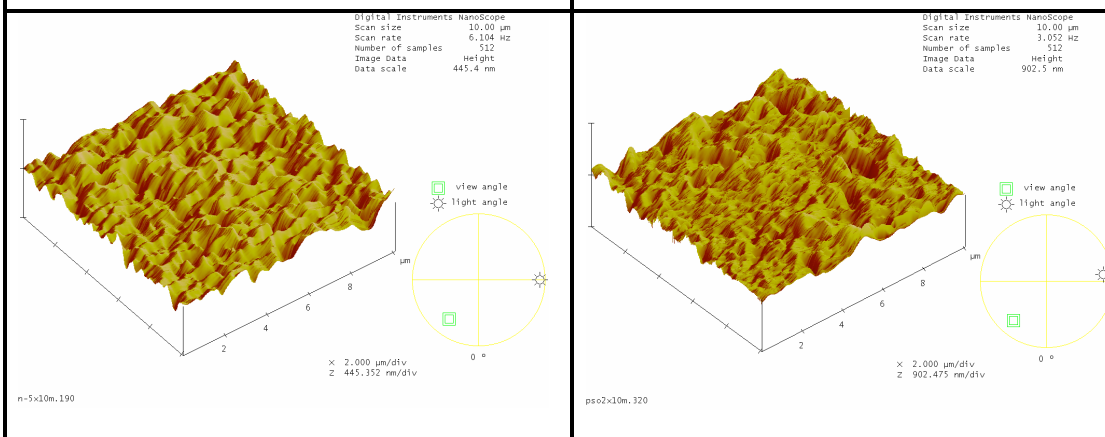 Digital Instruments NanoScope
Scan size 10.00 µm
Scan rate 6.104 Hz
Number of samples 512
Image Data Height
Data scale 445.4 nm
view angle
light angle
µm
8
6
4
2
0 º
X 2.000 µm/div
Z 445.352 nm/div
n-5x10m.190
Digital Instruments NanoScope
Scan size 10.00 µm
Scan rate 3.052 Hz
Number of samples 512
Image Data Height
Data scale 902.5 nm
view angle
light angle
µm
8
6
4
2
0 º
X 2.000 µm/div
Z 902.475 nm/div
pso2x10m.320